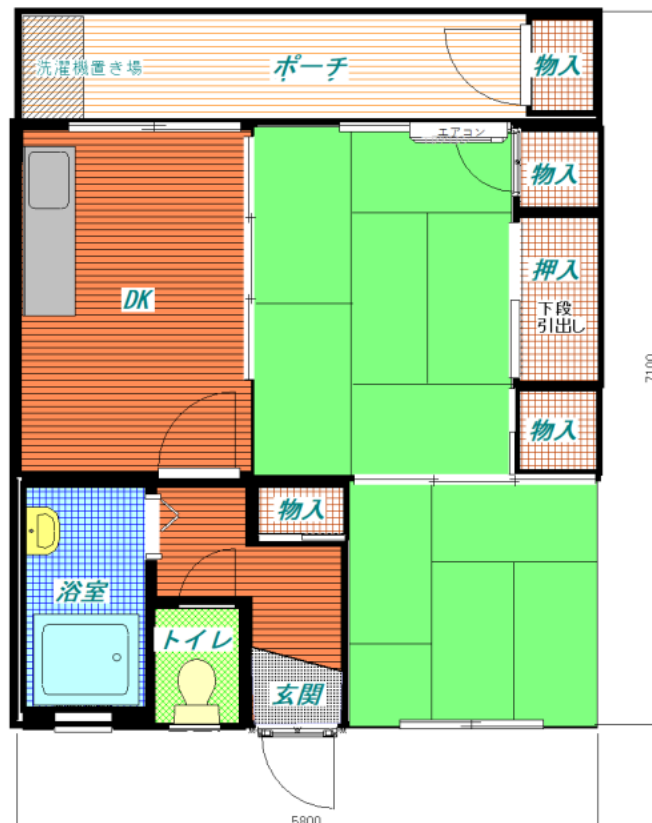 洗濯機置き場
ポーチ
物入
エアコン
物入
押入
下段
引出し
DK
物入
物入
浴室
トイレ
玄関
7100
5800